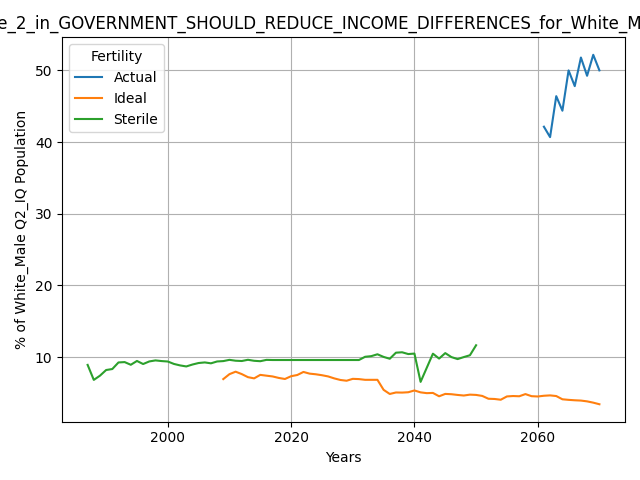 e_2_in_GOVERNMENT_SHOULD_REDUCE_INCOME_DIFFERENCES_for_White_M
Fertility
Actual
Ideal
Sterile
% of White_Male Q2_IQ Population
50
40
30
20
10
2000
2020
2040
2060
Years